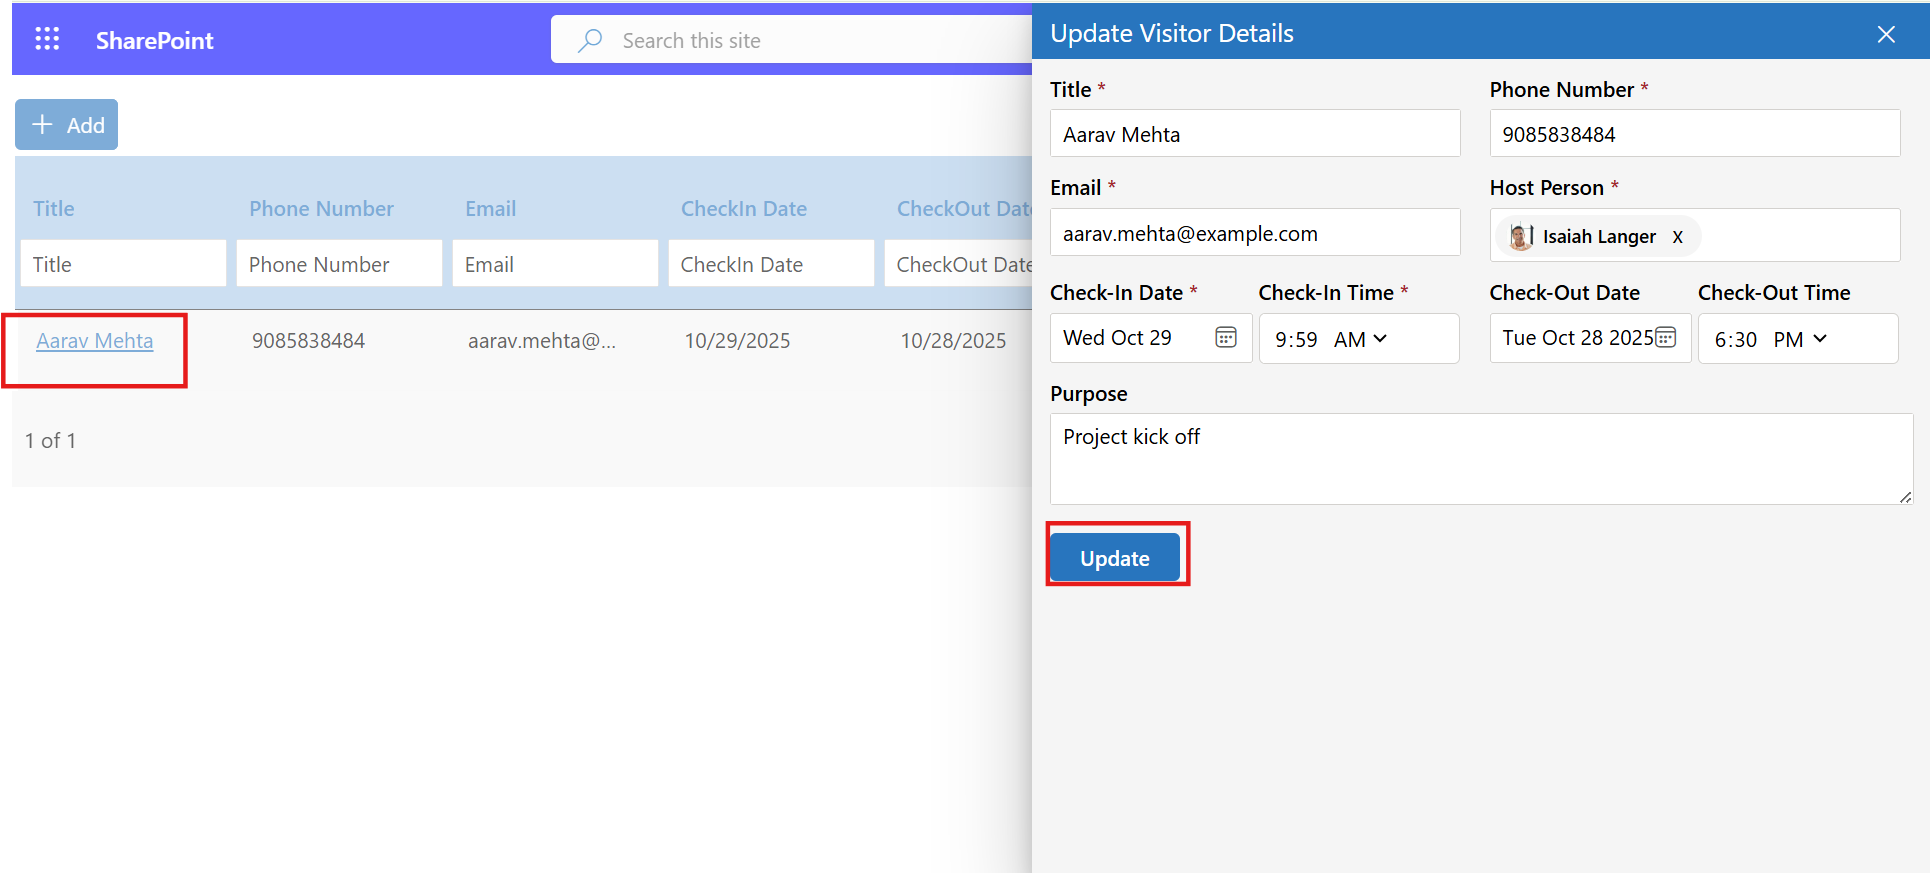 SharePoint
Search this site
Add
Title Phone Number Email CheckIn Date CheckOut Date
Title Phone Number Email CheckIn Date CheckOut Date
Aarav Mehta 9085838484 aarav.mehta@... 10/29/2025 10/28/2025
1 of 1
Update Visitor Details
Title * Phone Number *
Aarav Mehta 9085838484
Email * Host Person *
aarav.mehta@example.com Isaiah Langer X
Check-In Date * Check-In Time * Check-Out Date Check-Out Time
Wed Oct 29 9:59 AM Tue Oct 28 2025 6:30 PM
Purpose
Project kick off
Update